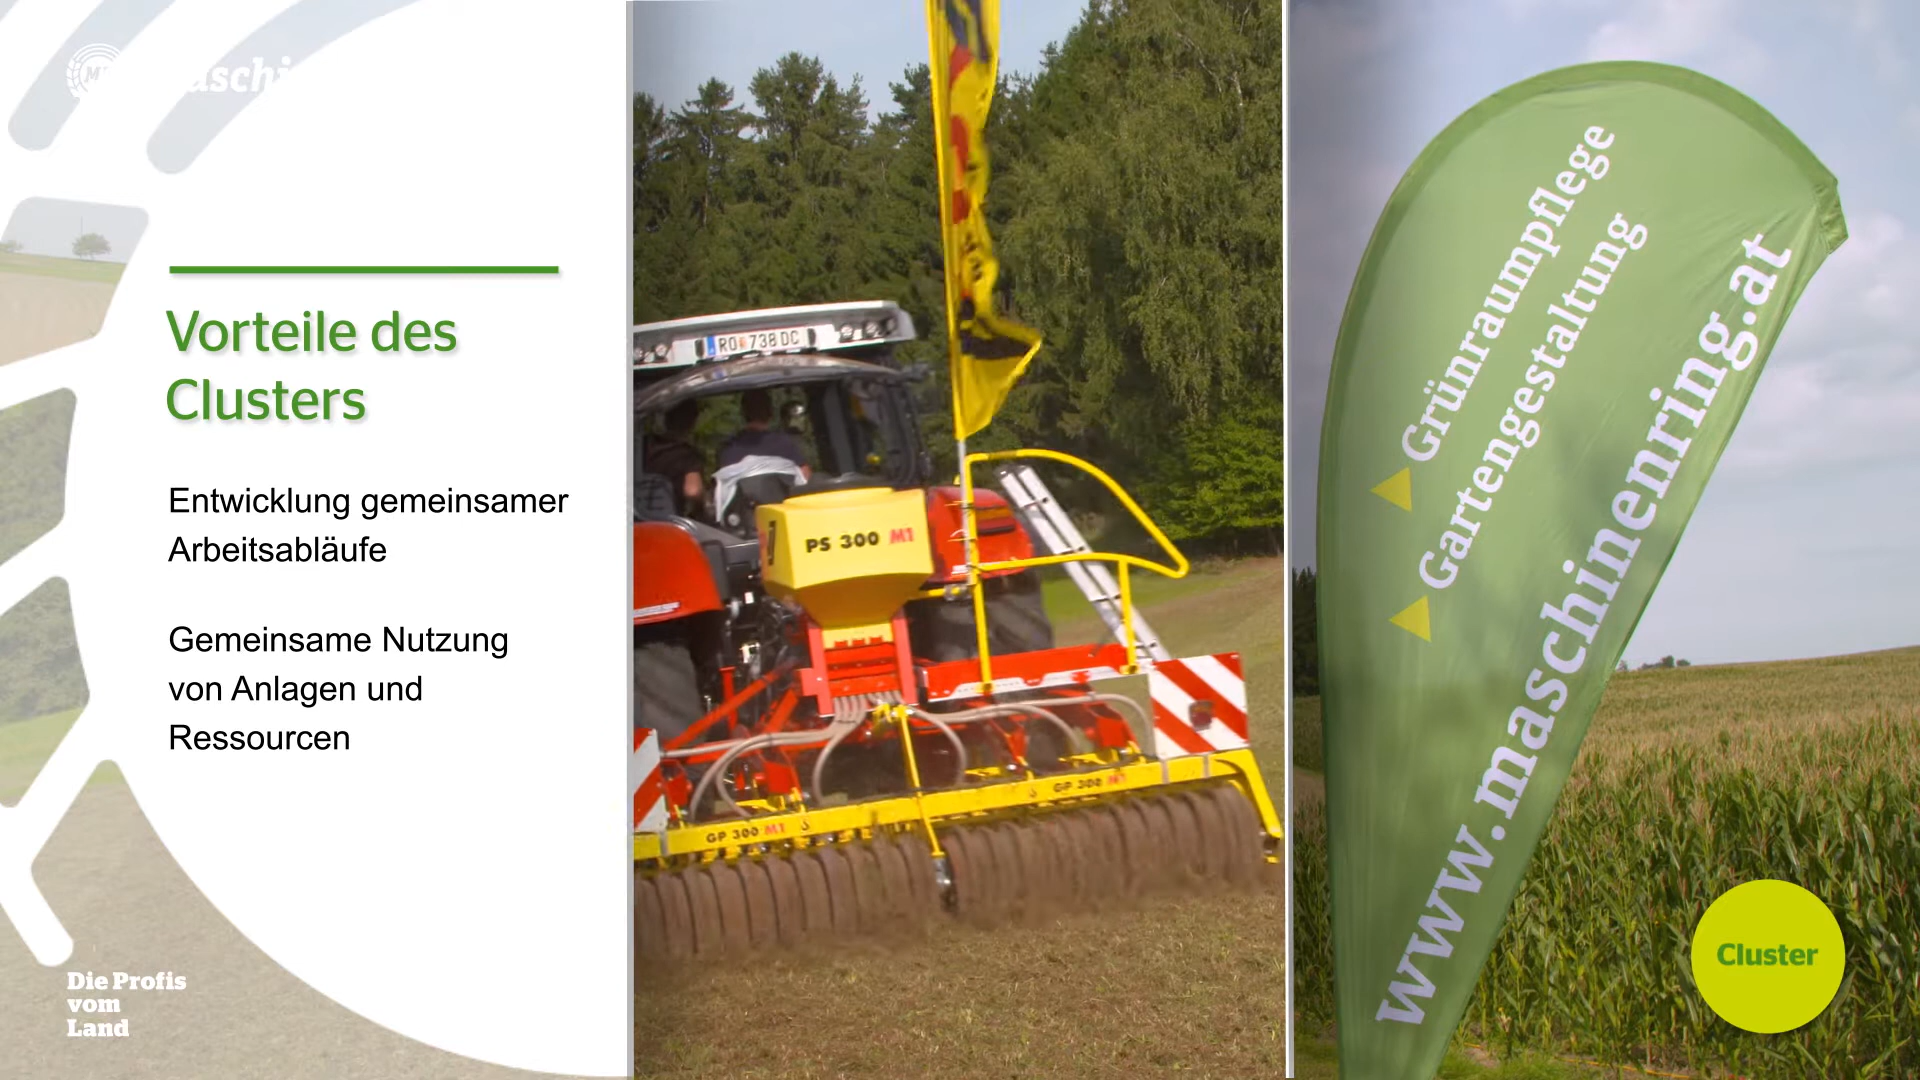 Vorteile des
Clusters
Entwicklung gemeinsamer
Arbeitsabläufe
Gemeinsame Nutzung
von Anlagen und
Ressourcen
Die Profis
vom
Land
RO 738 DC
PS 300 M1
GP 300 M1
GP 300 M1
Grünraumpflege
Gartengestaltung
www.maschinenring.at
Cluster